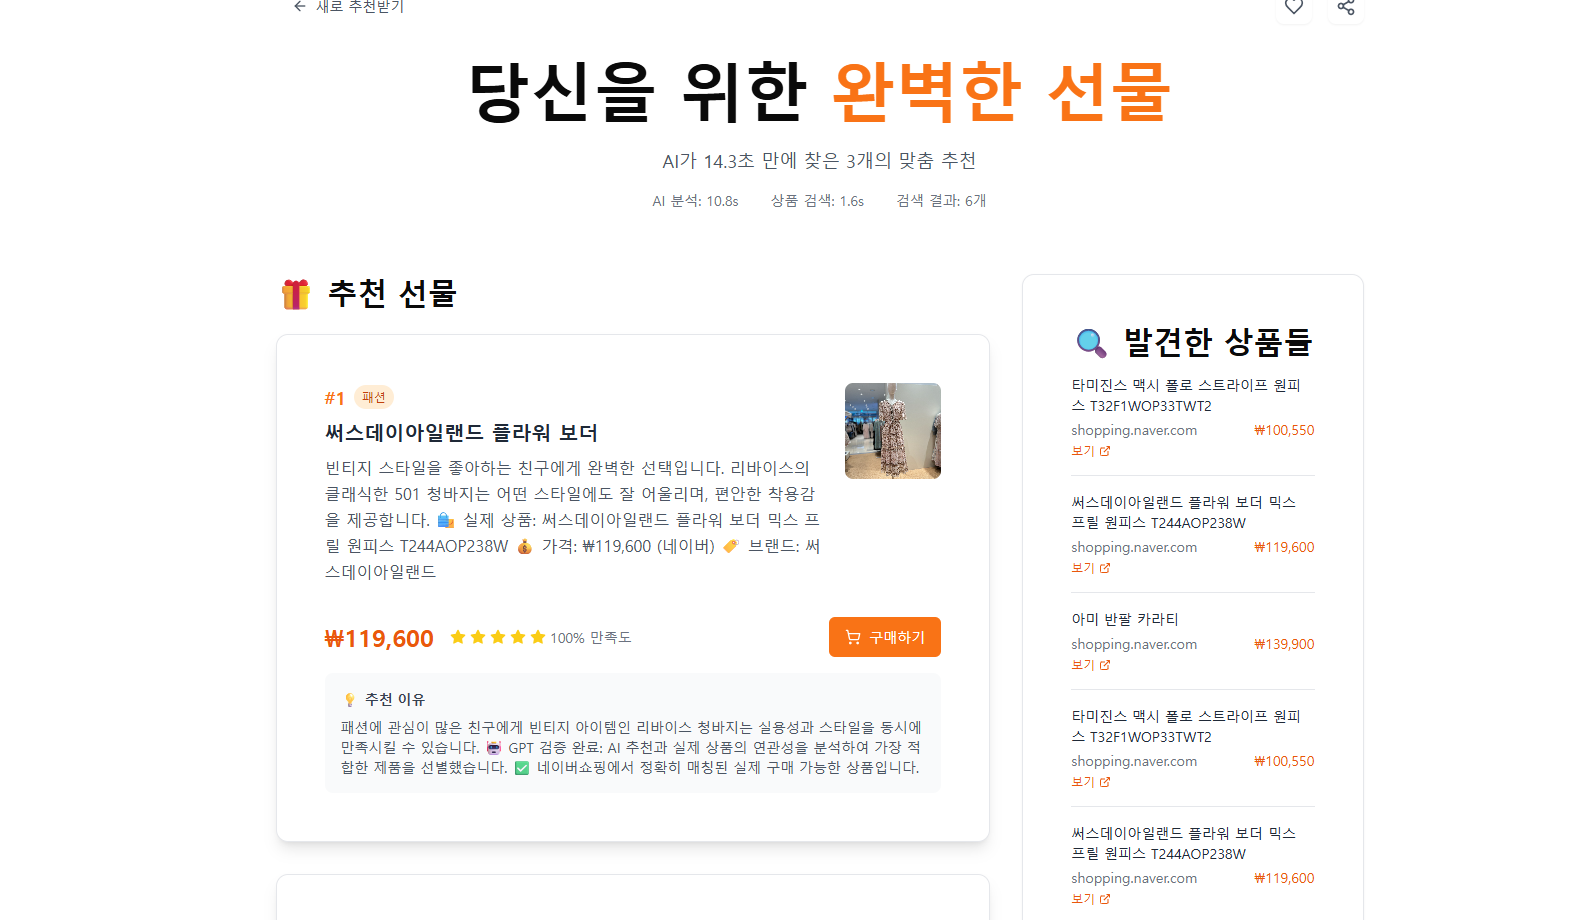 새로 추천받기
당신을 위한 완벽한 선물
AI가 14.3초 만에 찾은 3개의 맞춤 추천
AI 분석: 10.8s 상품 검색: 1.6s 검색 결과: 6개
🎁 추천 선물
#1 패션
써스데이아일랜드 플라워 보더
빈티지 스타일을 좋아하는 친구에게 완벽한 선택입니다. 리바이스의
클래식한 501 청바지는 어떤 스타일에도 잘 어울리며, 편안한 착용감
을 제공합니다. 🛍️ 실제 상품: 써스데이아일랜드 플라워 보더 믹스 프
릴 원피스 T244AOP238W 💰 가격: ₩119,600 (네이버) 🏷️ 브랜드: 써
스데이아일랜드
₩119,600 100% 만족도
구매하기
💡 추천 이유
패션에 관심이 많은 친구에게 빈티지 아이템인 리바이스 청바지는 실용성과 스타일을 동시에
만족시킬 수 있습니다. 🤖 GPT 검증 완료: AI 추천과 실제 상품의 연관성을 분석하여 가장 적
합한 제품을 선별했습니다. ✅ 네이버쇼핑에서 정확히 매칭된 실제 구매 가능한 상품입니다.
🔍 발견한 상품들
타미진스 맥시 폴로 스트라이프 원피
스 T32F1WOP33TWT2
shopping.naver.com ₩100,550
보기
써스데이아일랜드 플라워 보더 믹스
프릴 원피스 T244AOP238W
shopping.naver.com ₩119,600
보기
아미 반팔 카라티
shopping.naver.com ₩139,900
보기
타미진스 맥시 폴로 스트라이프 원피
스 T32F1WOP33TWT2
shopping.naver.com ₩100,550
보기
써스데이아일랜드 플라워 보더 믹스
프릴 원피스 T244AOP238W
shopping.naver.com ₩119,600
보기